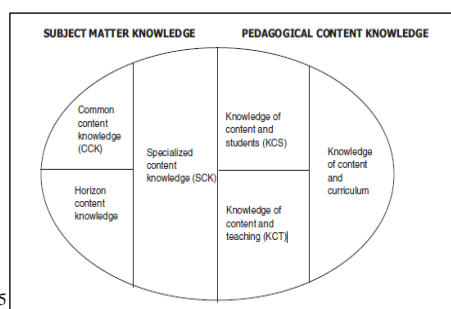 SUBJECT MATTER KNOWLEDGE
PEDAGOGICAL CONTENT KNOWLEDGE
Common
content
knowledge
(CCK)
Horizon
content
knowledge
Specialized
content
knowledge (SCK)
Knowledge of
content and
students (KCS)
Knowledge of
content and
teaching (KCT)
Knowledge
of content
and
curriculum
5